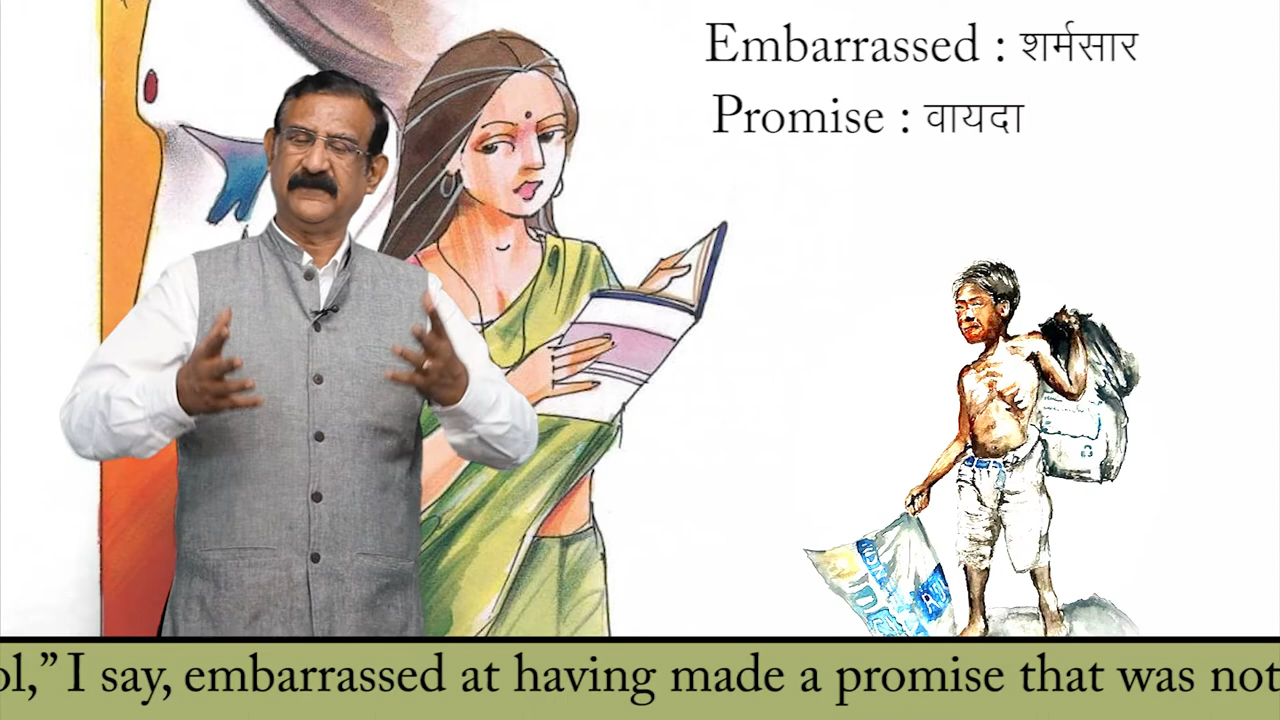 Embarrassed : शर्मसार
Promise : वायदा
ol,” I say, embarrassed at having made a promise that was not